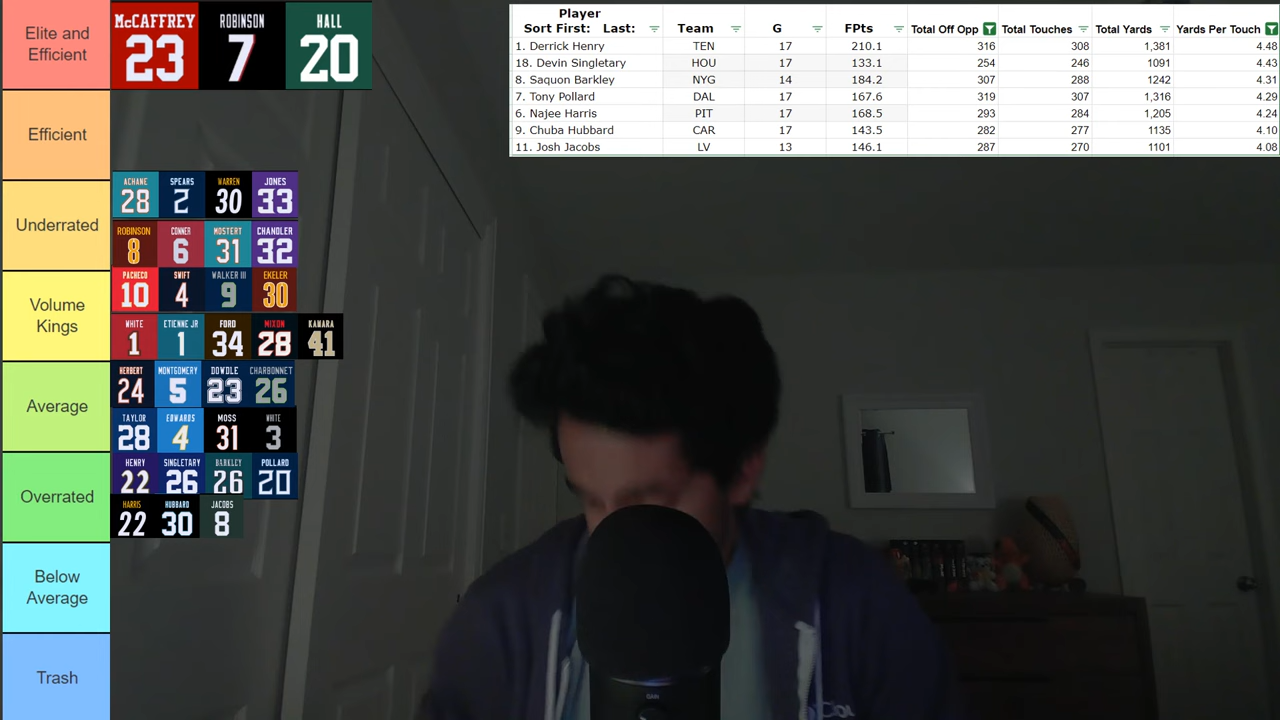 Elite and
Efficient
McCAFFREY ROBINSON HALL
23 7 20
Efficient
Underrated
ACHANE SPEARS WARREN JONES
28 2 30 33
ROBINSON CONNER MOSTERT CHANDLER
8 6 31 32
Volume
Kings
PACHECO SWIFT WALKER III EKELER
10 4 9 30
WHITE ETIENNE JR FORD MIXON KAMARA
1 1 34 28 41
Average
HERBERT MONTGOMERY DOWDLE CHARBONNET
24 5 23 26
TAYLOR EDWARDS MOSS WHITE
28 4 31 3
Overrated
HENRY SINGLETARY BARKLEY POLLARD
22 26 26 20
HARRIS HUBBARD JACOBS
22 30 8
Below
Average
Trash
Player
Sort First: Last: Team G FPts Total Off Opp Total Touches Total Yards Yards Per Touch
1. Derrick Henry TEN 17 210.1 316 308 1,381 4.48
18. Devin Singletary HOU 17 133.1 254 246 1091 4.43
8. Saquon Barkley NYG 14 184.2 307 288 1242 4.31
7. Tony Pollard DAL 17 167.6 319 307 1,316 4.29
6. Najee Harris PIT 17 168.5 293 284 1,205 4.24
9. Chuba Hubbard CAR 17 143.5 282 277 1135 4.10
11. Josh Jacobs LV 13 146.1 287 270 1101 4.08